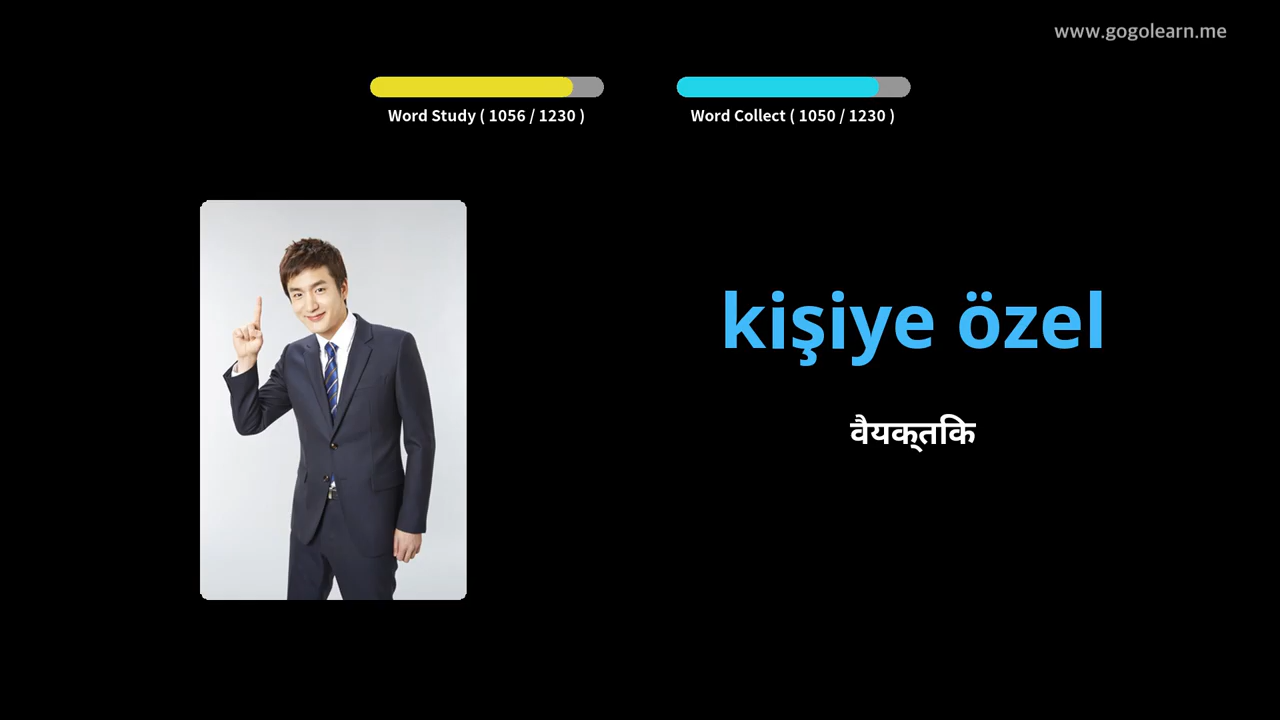 www.gogolearn.me
Word Study ( 1056 / 1230 )
Word Collect ( 1050 / 1230 )
kişiye özel
वैयक्तकि